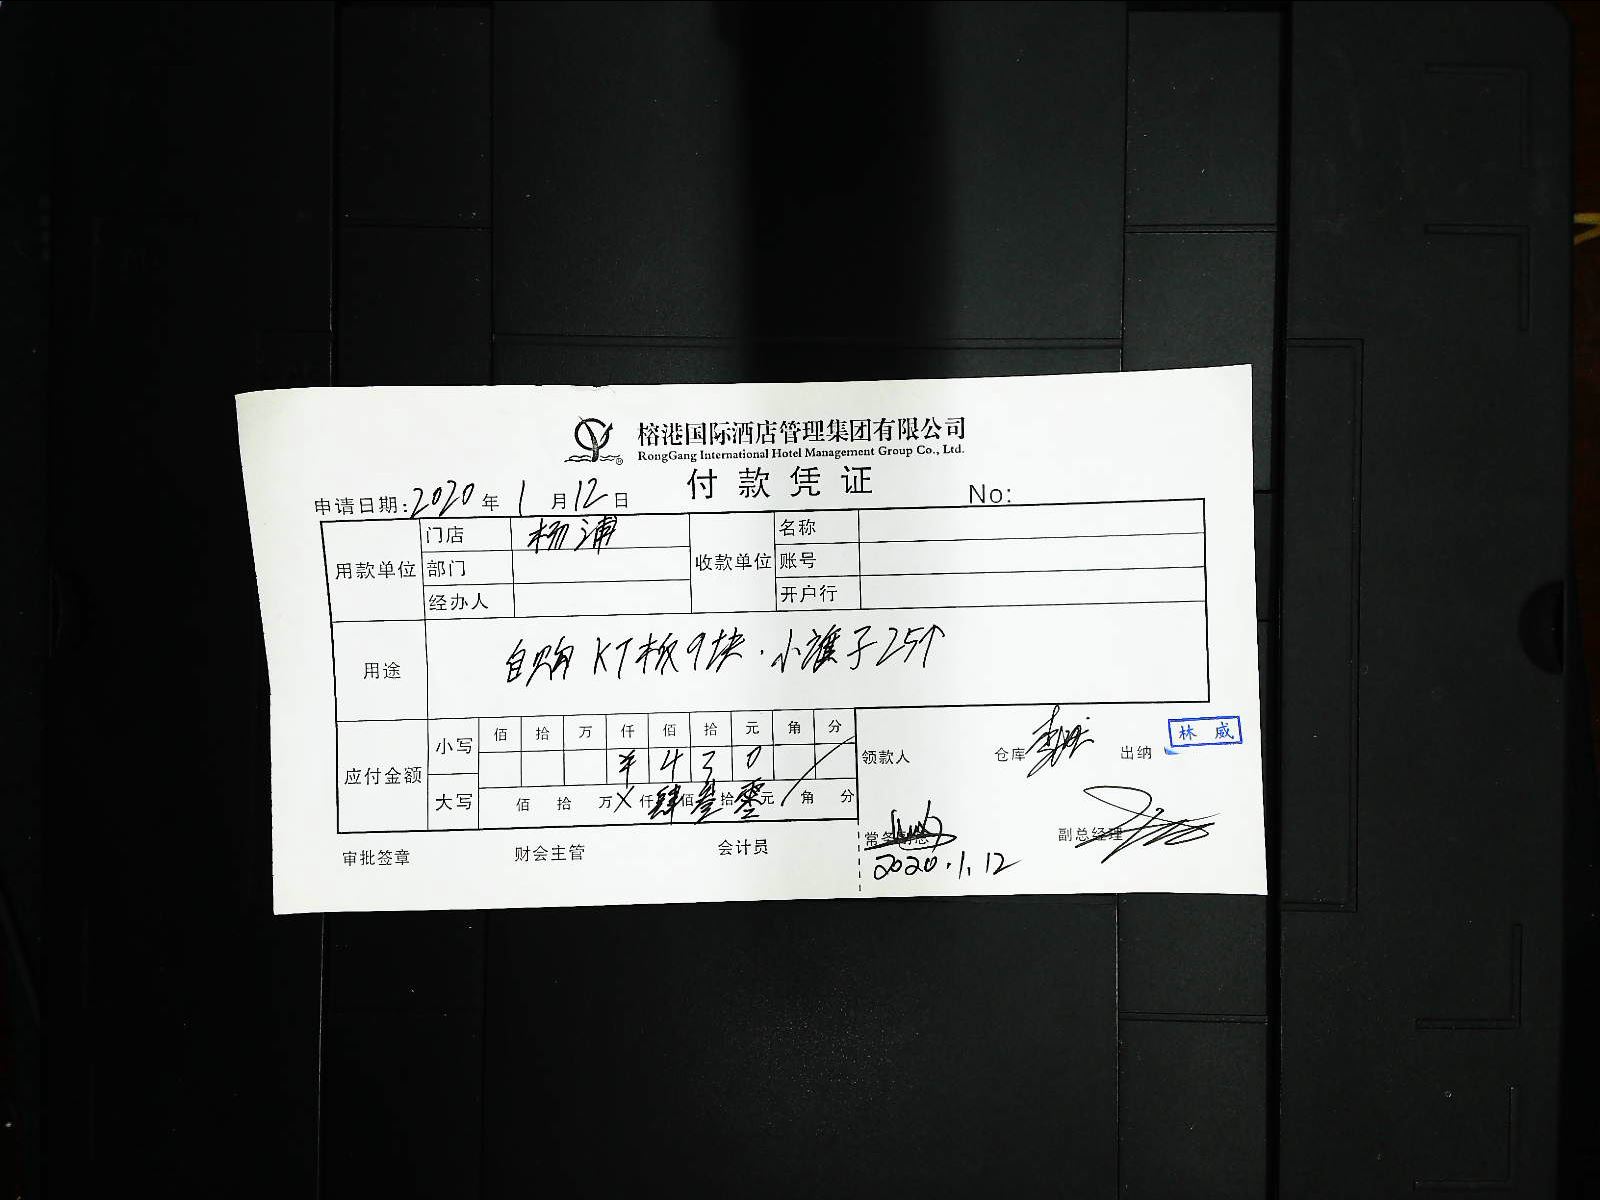 榕港国际酒店管理集团有限公司
RongGang International Hotel Management Group Co., Ltd.
付款凭证
申请日期:2020年1月12日 No:
用款单位 门店 杨浦 收款单位 名称
部门 账号
经办人 开户行
用途 自购KT板9块.小旗子25个
应付金额 小写 佰 拾 万 仟 佰 拾 元 角 分
¥ 4 3 0
大写 佰 拾 万 X 仟 肆 佰 叁 拾 零 元 角 分
领款人 仓库 出纳 林威
常务副总 副总经理
2020.1.12
审批签章 财会主管 会计员